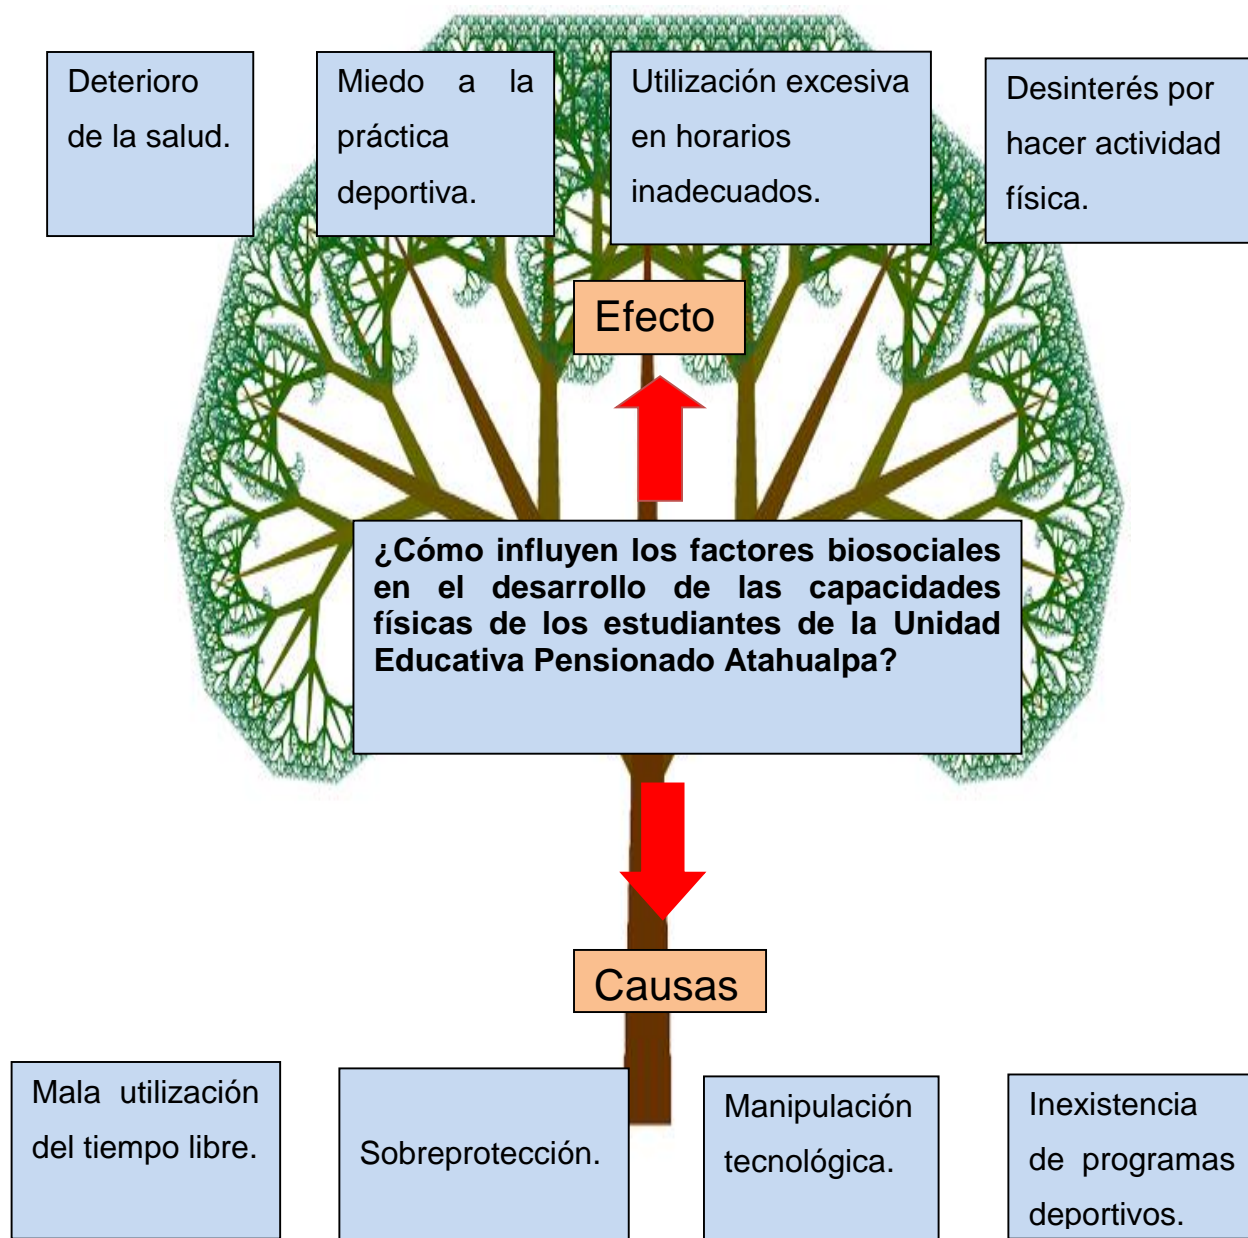 Deterioro
de la salud.
Miedo a la
práctica
deportiva.
Utilización excesiva
en horarios
inadecuados.
Desinterés por
hacer actividad
física.
Efecto
¿Cómo influyen los factores biosociales
en el desarrollo de las capacidades
físicas de los estudiantes de la Unidad
Educativa Pensionado Atahualpa?
Causas
Mala utilización
del tiempo libre.
Sobreprotección.
Manipulación
tecnológica.
Inexistencia
de programas
deportivos.